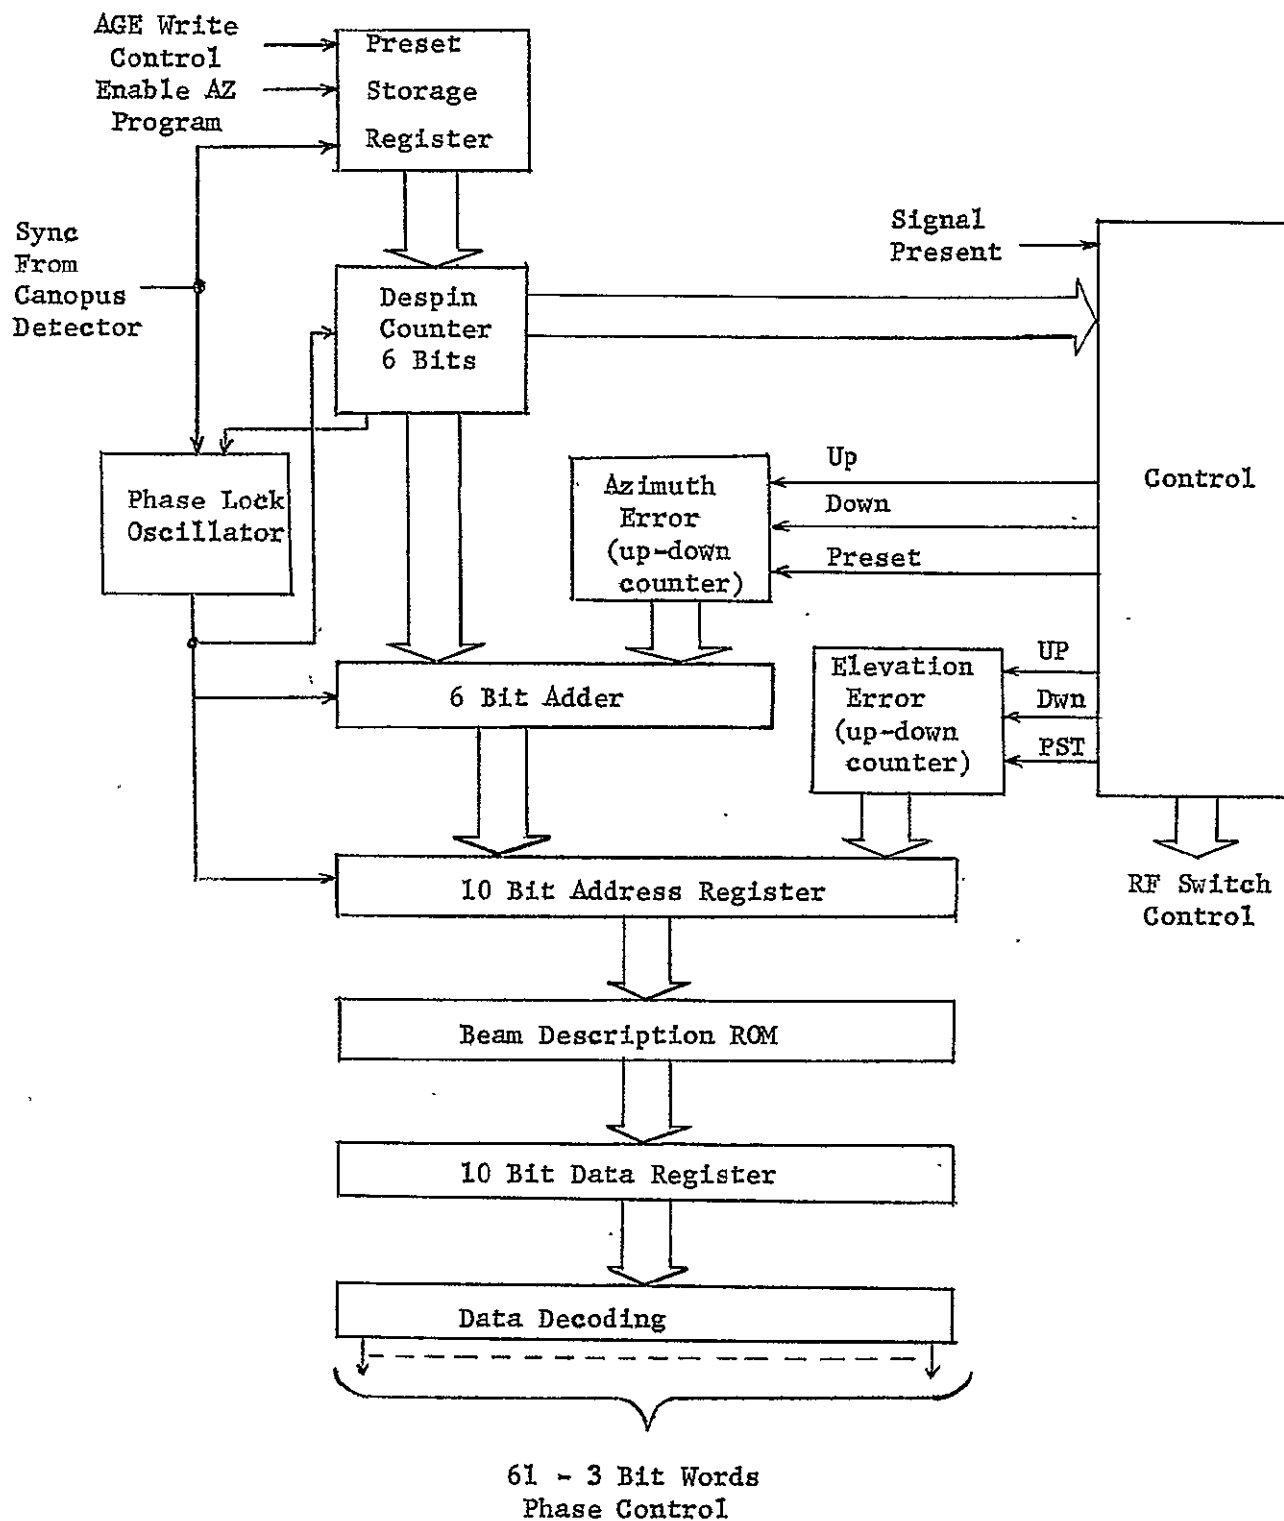 AGE Write
Control
Enable AZ
Program
Preset
Storage
Register
Sync
From
Canopus
Detector
Despin
Counter
6 Bits
Signal
Present
Control
Phase Lock
Oscillator
Azimuth
Error
(up-down
counter)
Up
Down
Preset
Elevation
Error
(up-down
counter)
UP
Dwn
PST
6 Bit Adder
10 Bit Address Register
RF Switch
Control
Beam Description ROM
10 Bit Data Register
Data Decoding
61 - 3 Bit Words
Phase Control